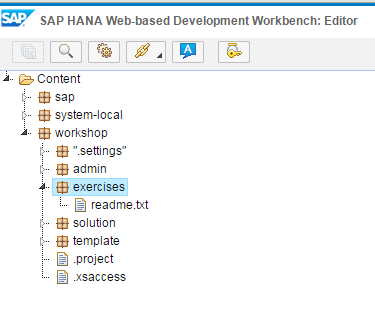 SAP SAP HANA Web-based Development Workbench: Editor
Content
sap
system-local
workshop
".settings"
admin
exercises
readme.txt
solution
template
.project
.xsaccess